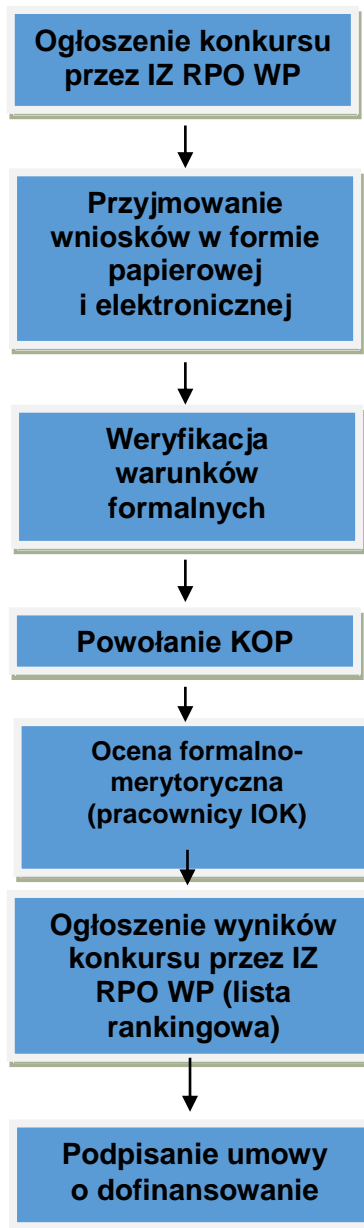 Ogłoszenie konkursu
przez IZ RPO WP
Przyjmowanie
wniosków w formie
papierowej
i elektronicznej
Weryfikacja
warunków
formalnych
Powołanie KOP
Ocena formalno-
merytoryczna
(pracownicy IOK)
Ogłoszenie wyników
konkursu przez IZ
RPO WP (lista
rankingowa)
Podpisanie umowy
o dofinansowanie